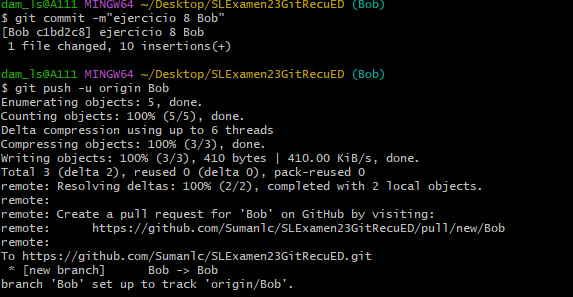 dam_ls@A111 MINGW64 ~/Desktop/SLExamen23GitRecuED (Bob)
$ git commit -m"ejercicio 8 Bob"
[Bob c1bd2c8] ejercicio 8 Bob
 1 file changed, 10 insertions(+)

dam_ls@A111 MINGW64 ~/Desktop/SLExamen23GitRecuED (Bob)
$ git push -u origin Bob
Enumerating objects: 5, done.
Counting objects: 100% (5/5), done.
Delta compression using up to 6 threads
Compressing objects: 100% (3/3), done.
Writing objects: 100% (3/3), 410 bytes | 410.00 KiB/s, done.
Total 3 (delta 2), reused 0 (delta 0), pack-reused 0
remote: Resolving deltas: 100% (2/2), completed with 2 local objects.
remote:
remote: Create a pull request for 'Bob' on GitHub by visiting:
remote:      https://github.com/Sumanlc/SLExamen23GitRecuED/pull/new/Bob
remote:
To https://github.com/Sumanlc/SLExamen23GitRecuED.git
 * [new branch]      Bob -> Bob
branch 'Bob' set up to track 'origin/Bob'.